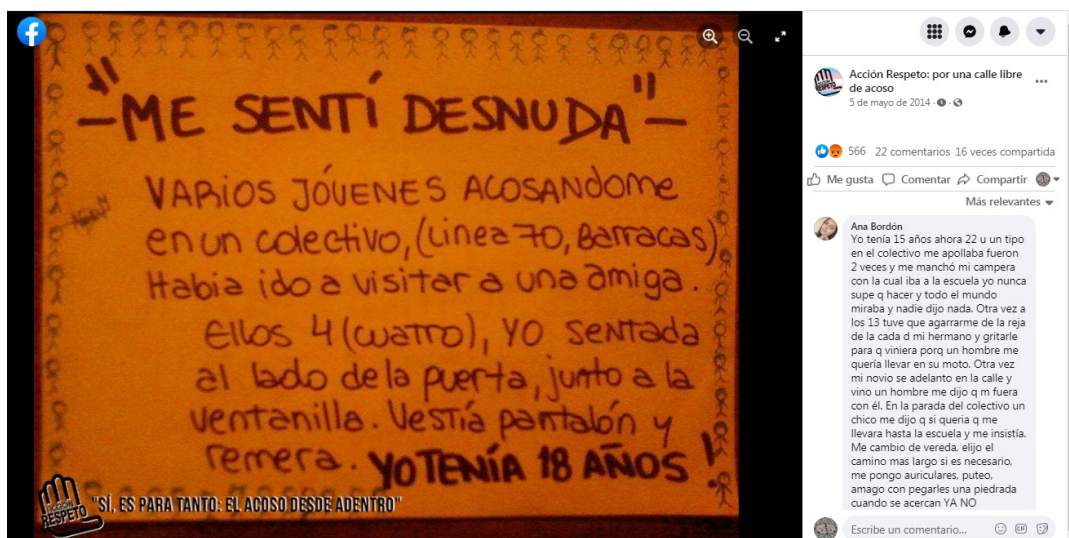 "ME SENTÍ DESNUDA"
VARIOS JÓVENES ACOSANDOME
en un colectivo, (Linea 70, Barracas)
Habia ido a visitar a una amiga.
Ellos 4 (cuatro), YO sentada
al lado de la puerta, junto a la
ventanilla. Vestía pantalón y
remera. YO TENÍA 18 AÑOS!
ACCIÓN
RESPETO
"SÍ, ES PARA TANTO: EL ACOSO DESDE ADENTRO"
Acción Respeto: por una calle libre
de acoso
5 de mayo de 2014
566 22 comentarios 16 veces compartida
Me gusta Comentar Compartir
Más relevantes
Ana Bordón
Yo tenía 15 años ahora 22 u un tipo
en el colectivo me apollaba fueron
2 veces y me manchó mi campera
con la cual iba a la escuela yo nunca
supe q hacer y todo el mundo
miraba y nadie dijo nada. Otra vez a
los 13 tuve que agarrarme de la reja
de la cada d mi hermano y gritarle
para q viniera porq un hombre me
quería llevar en su moto. Otra vez
mi novio se adelanto en la calle y
vino un hombre me dijo q m fuera
con él. En la parada del colectivo un
chico me dijo q si queria q me
llevara hasta la escuela y me insistía.
Me cambio de vereda, elijo el
camino mas largo si es necesario,
me pongo auriculares, puteo,
amago con pegarles una piedrada
cuando se acercan YA NO
Escribe un comentario...
GIF